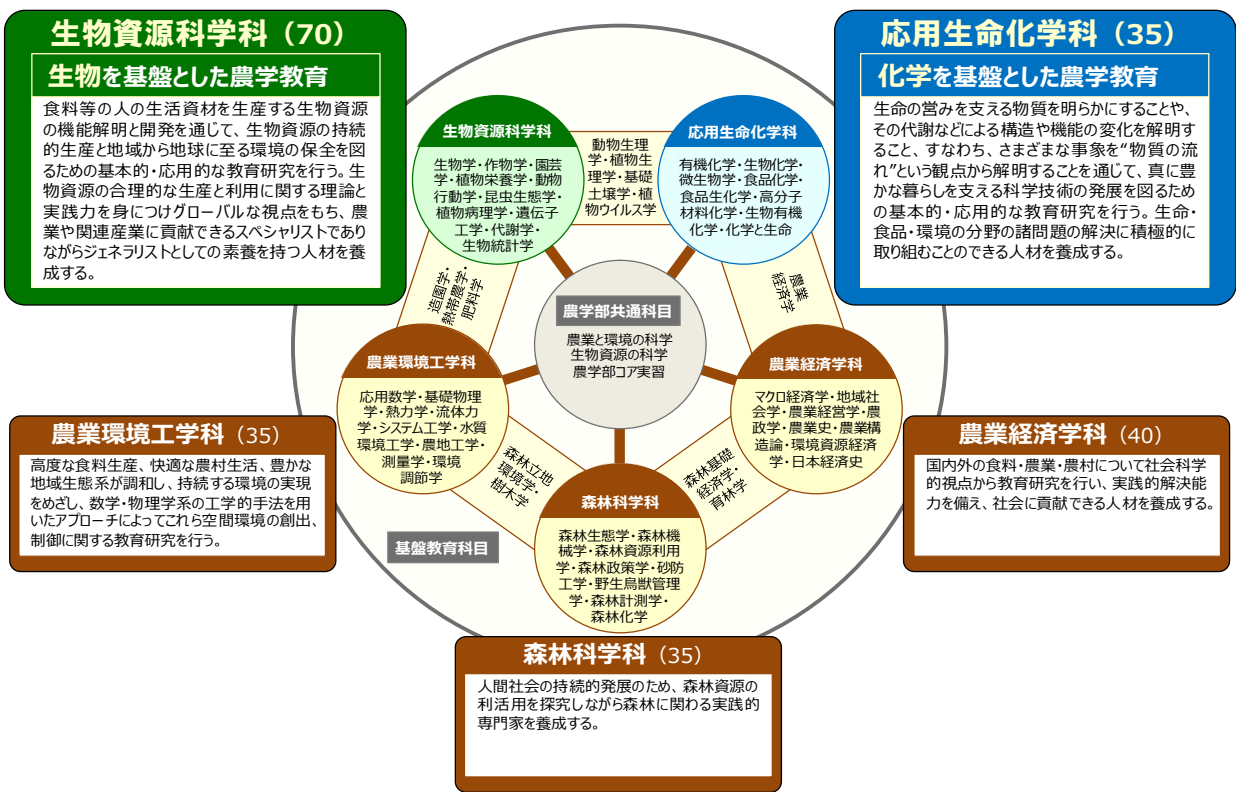 生物資源科学科（70）
生物を基盤とした農学教育
食料等の人の生活資材を生産する生物資源
の機能解明と開発を通じて、生物資源の持続
的生産と地域から地球に至る環境の保全を図
るための基本的・応用的な教育研究を行う。生
物資源の合理的な生産と利用に関する理論と
実践力を身につけグローバルな視点をもち、農
業や関連産業に貢献できるスペシャリストであり
ながらジェネラリストとしての素養を持つ人材を養
成する。
応用生命化学科（35）
化学を基盤とした農学教育
生命の営みを支える物質を明らかにすることや、
その代謝などによる構造や機能の変化を解明す
ること、すなわち、さまざまな事象を“物質の流
れ”という観点から解明することを通じて、真に豊
かな暮らしを支える科学技術の発展を図るため
の基本的・応用的な教育研究を行う。生命・
食品・環境の分野の諸問題の解決に積極的に
取り組むことのできる人材を養成する。
生物資源科学科
生物学・作物学・園芸
学・植物栄養学・動物
行動学・昆虫生態学・
植物病理学・遺伝子
工学・代謝学・
生物統計学
動物生理
学・植物生
理学・基礎
土壌学・植
物ウイルス学
応用生命化学科
有機化学・生物化学・
微生物学・食品化学・
食品生化学・高分子
材料化学・生物有機
化学・化学と生命
造園学・
熱帯農学・
肥料学
農業
経済学
農学部共通科目
農業と環境の科学
生物資源の科学
農学部コア実習
農業環境工学科
応用数学・基礎物理
学・熱力学・流体力
学・システム工学・水質
環境工学・農地工学・
測量学・環境
調節学
農業経済学科
マクロ経済学・地域社
会学・農業経営学・農
政学・農業史・農業構
造論・環境資源経済
学・日本経済史
森林立地
環境学・
樹木学
森林基礎
経済学・
育林学
森林科学科
森林生態学・森林機
械学・森林資源利用
学・森林政策学・砂防
工学・野生鳥獣管理
学・森林計測学・
森林化学
基盤教育科目
農業環境工学科（35）
高度な食料生産、快適な農村生活、豊かな
地域生態系が調和し、持続する環境の実現
をめざし、数学・物理学系の工学的手法を用
いたアプローチによってこれら空間環境の創出、
制御に関する教育研究を行う。
農業経済学科（40）
国内外の食料・農業・農村について社会科学
的視点から教育研究を行い、実践的解決能
力を備え、社会に貢献できる人材を養成する。
森林科学科（35）
人間社会の持続的発展のため、森林資源の
利活用を探究しながら森林に関わる実践的
専門家を養成する。